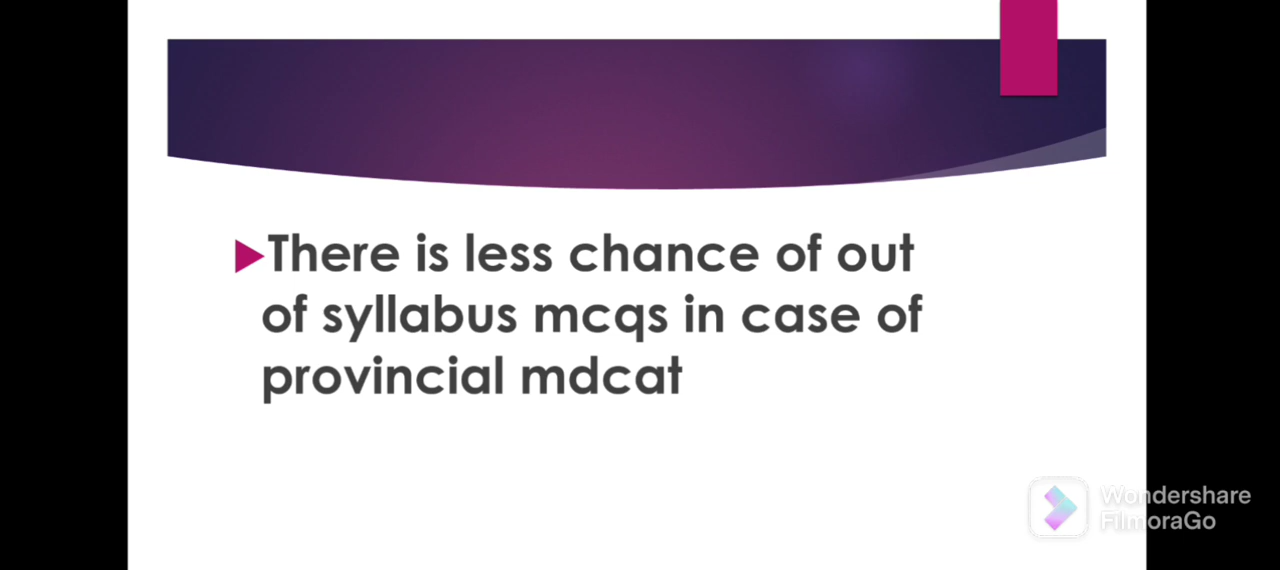 There is less chance of out
of syllabus mcqs in case of
provincial mdcat
Wondershare
FilmoraGo